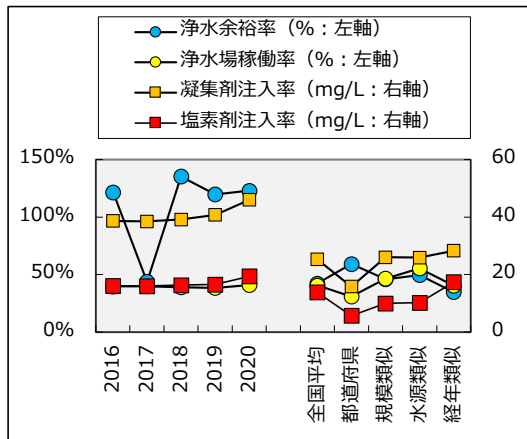 浄水余裕率（%：左軸）
浄水場稼働率（%：左軸）
凝集剤注入率（mg/L：右軸）
塩素剤注入率（mg/L：右軸）
150%
100%
50%
0%
60
40
20
0
2016
2017
2018
2019
2020
全国平均
都道府県
規模類似
水源類似
経年類似